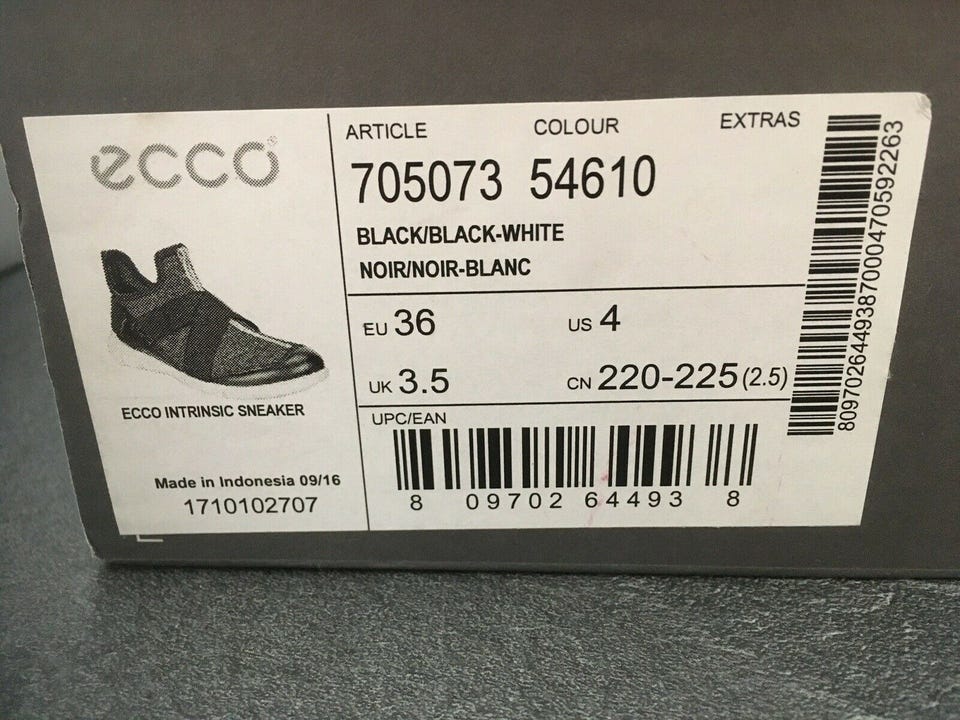 ecco®
ECCO INTRINSIC SNEAKER
Made in Indonesia 09/16
1710102707
ARTICLE COLOUR EXTRAS
705073 54610
BLACK/BLACK-WHITE
NOIR/NOIR-BLANC
EU 36 US 4
UK 3.5 CN 220-225 (2.5)
UPC/EAN
8 09702 64493 8
809702644938700004705922​63